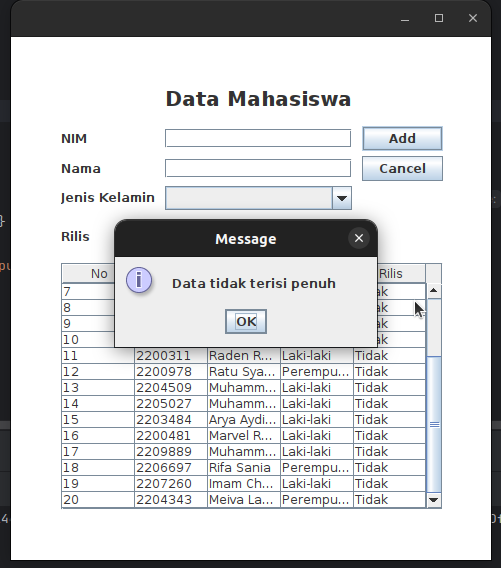 Data Mahasiswa
NIM
Add
Nama
Cancel
Jenis Kelamin
Rilis
Message
Data tidak terisi penuh
OK
No Rilis
7
8
9
10
11 2200311 Raden R... Laki-laki Tidak
12 2200978 Ratu Sya... Perempu... Tidak
13 2204509 Muhamm... Laki-laki Tidak
14 2205027 Muhamm... Laki-laki Tidak
15 2203484 Arya Aydi... Laki-laki Tidak
16 2200481 Marvel R... Laki-laki Tidak
17 2209889 Muhamm... Laki-laki Tidak
18 2206697 Rifa Sania Perempu... Tidak
19 2207260 Imam Ch... Laki-laki Tidak
20 2204343 Meiva La... Perempu... Tidak